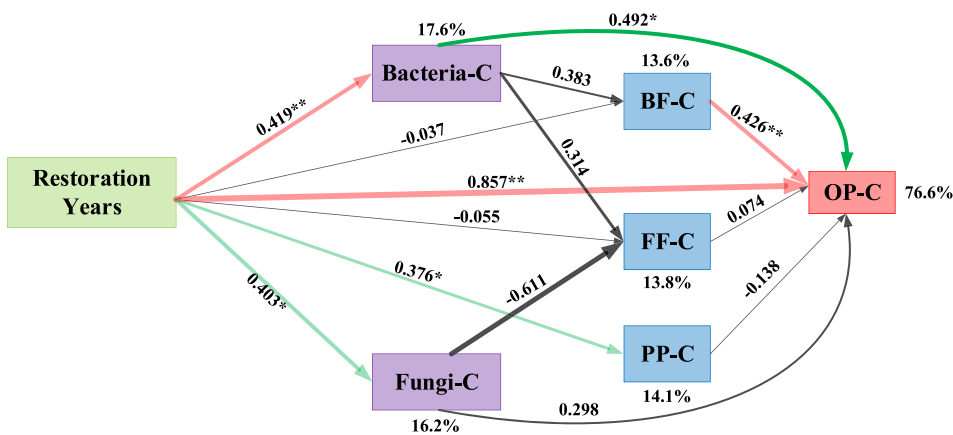 0.492*
17.6%
Bacteria-C
13.6%
0.383
BF-C
0.419**
-0.037
0.426**
0.314
Restoration
Years
0.857**
OP-C
76.6%
-0.055
FF-C
0.074
13.8%
0.376*
0.403*
-0.611
-0.138
PP-C
14.1%
Fungi-C
16.2%
0.298